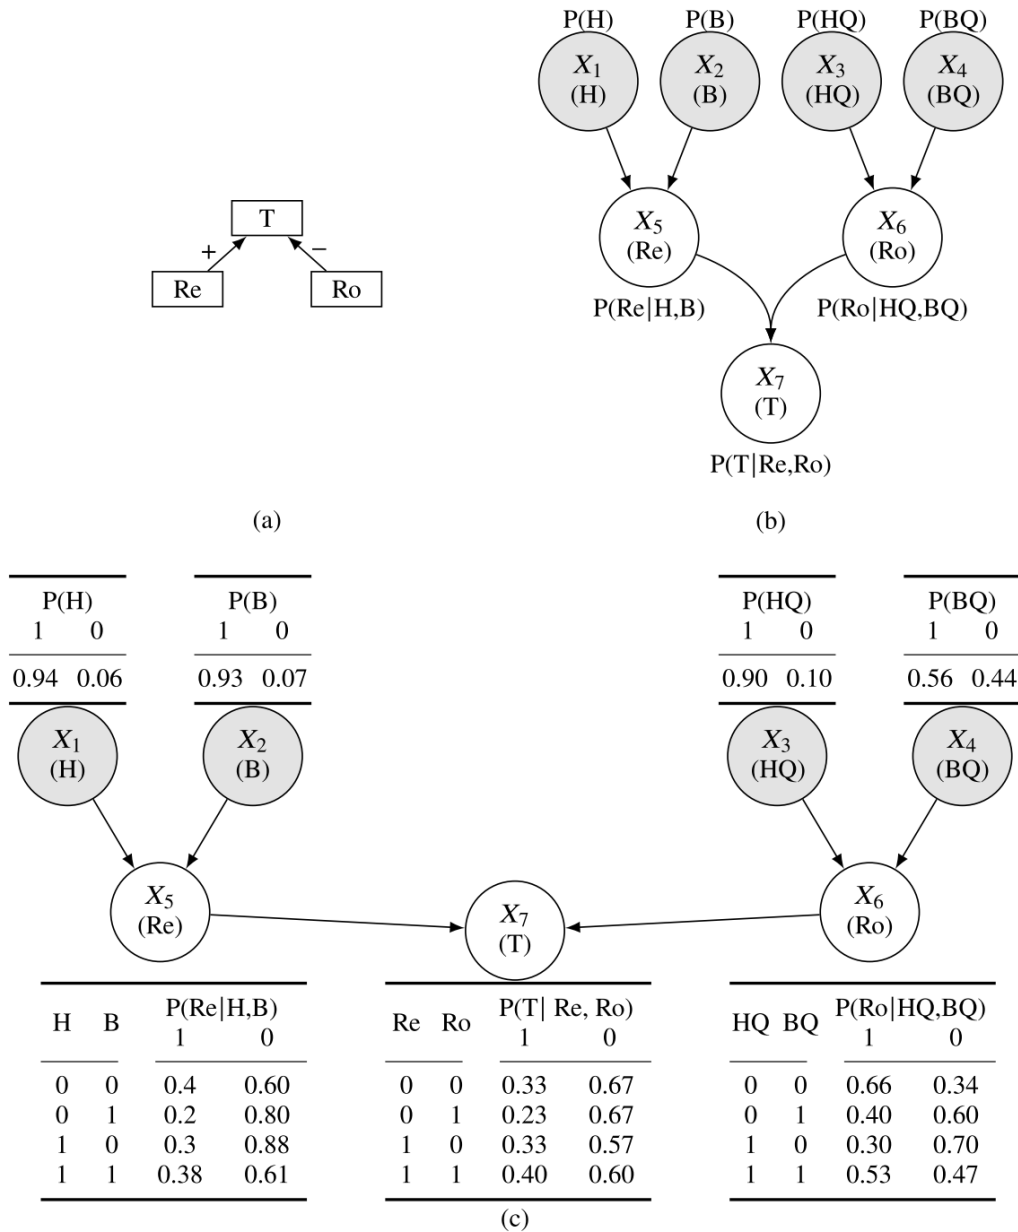 P(H) P(B) P(HQ) P(BQ)
X1 X2 X3 X4
(H) (B) (HQ) (BQ)
T
+ −
Re Ro
X5 X6
(Re) (Ro)
P(Re|H,B) P(Ro|HQ,BQ)
X7
(T)
P(T|Re,Ro)
(a) (b)
P(H) P(B) P(HQ) P(BQ)
1 0 1 0 1 0 1 0
0.94 0.06 0.93 0.07 0.90 0.10 0.56 0.44
X1 X2 X3 X4
(H) (B) (HQ) (BQ)
X5 X7 X6
(Re) (T) (Ro)
H B P(Re|H,B)
1 0
0 0 0.4 0.60
0 1 0.2 0.80
1 0 0.3 0.88
1 1 0.38 0.61
Re Ro P(T| Re, Ro)
1 0
0 0 0.33 0.67
0 1 0.23 0.67
1 0 0.33 0.57
1 1 0.40 0.60
HQ BQ P(Ro|HQ,BQ)
1 0
0 0 0.66 0.34
0 1 0.40 0.60
1 0 0.30 0.70
1 1 0.53 0.47
(c)